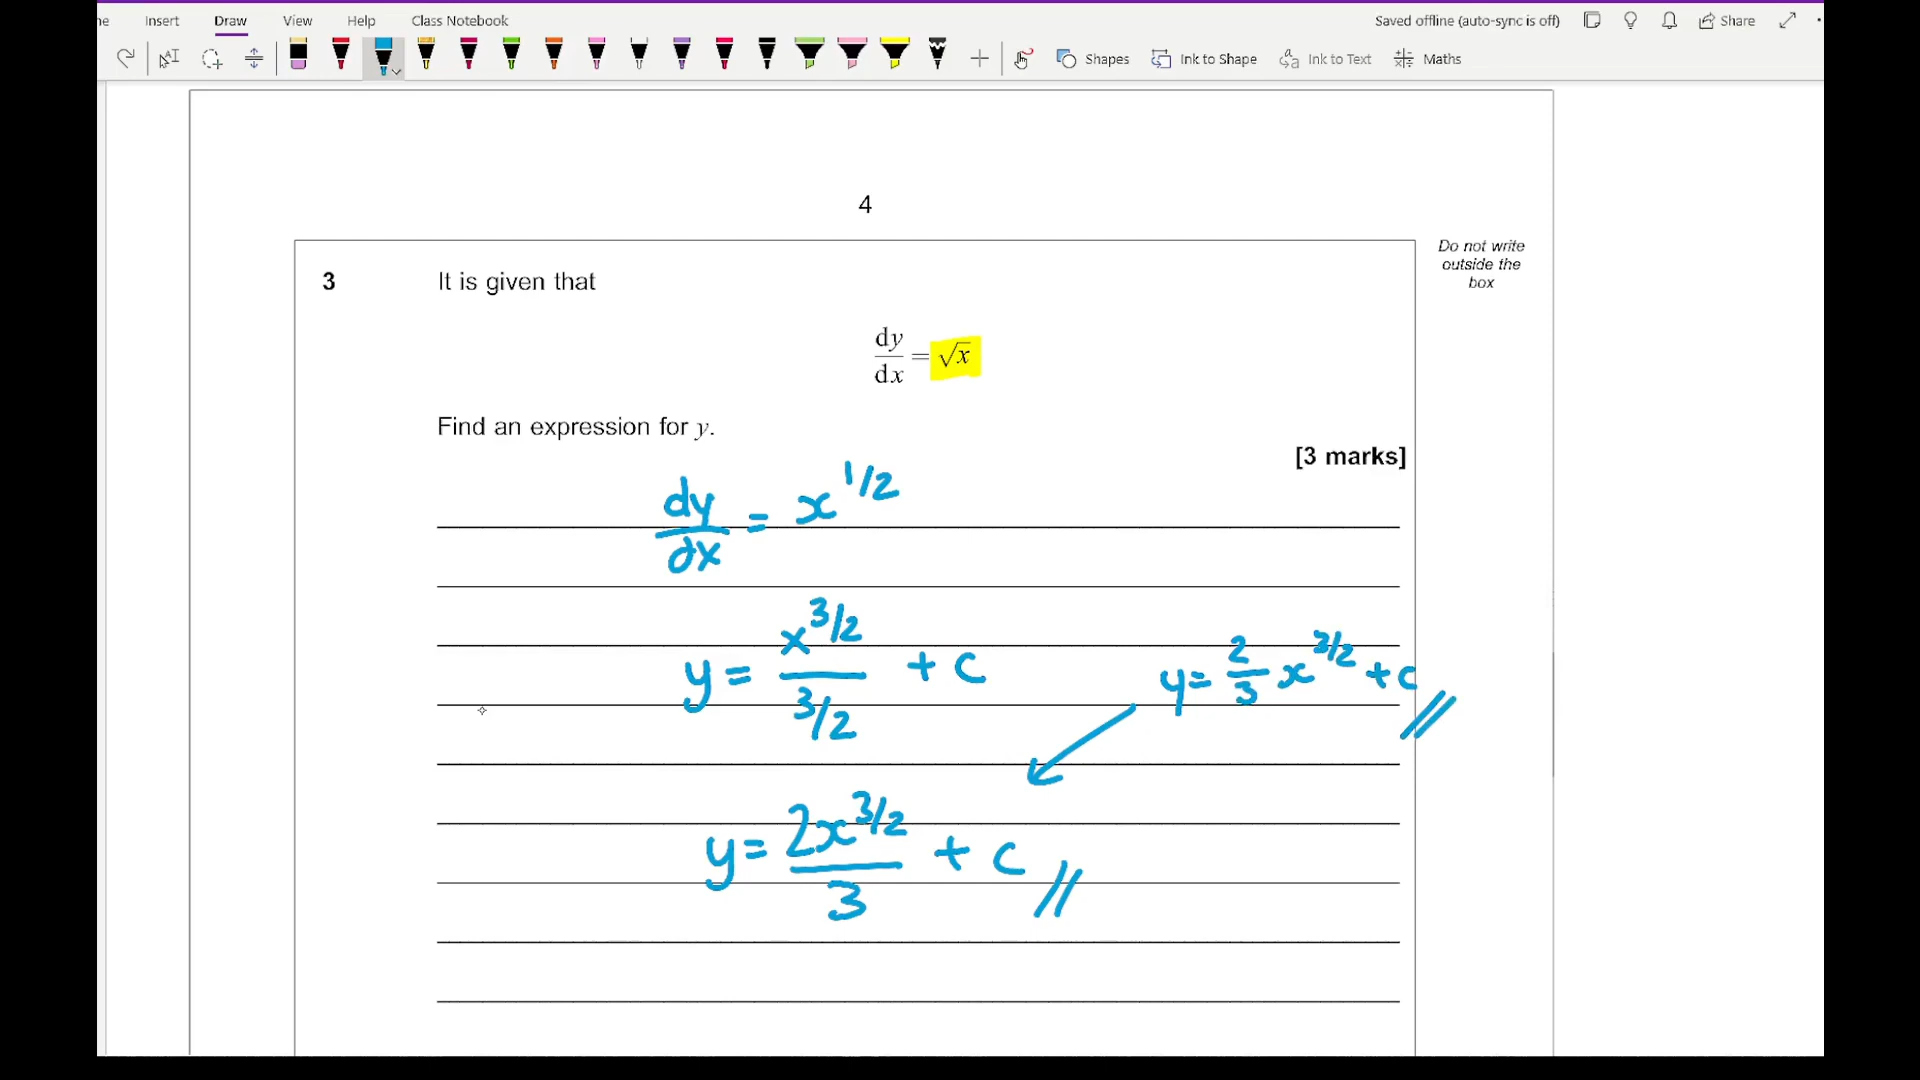 Insert Draw View Help Class Notebook Saved offline (auto-sync is off) Share
Shapes Ink to Shape Ink to Text Maths
4
Do not write
outside the
box
3 It is given that
dy/dx = √x
Find an expression for y.
[3 marks]
dy/dx = x^1/2
y = x^3/2 / 3/2 + c
y = 2/3 x^3/2 + c //
y = 2x^3/2 / 3 + c //